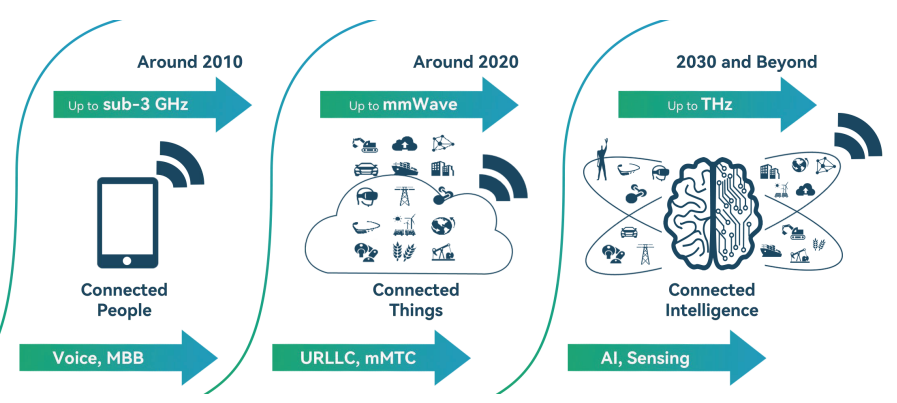 Around 2010
Up to sub-3 GHz
Connected
People
Voice, MBB
Around 2020
Up to mmWave
Connected
Things
URLLC, mMTC
2030 and Beyond
Up to THz
Connected
Intelligence
AI, Sensing